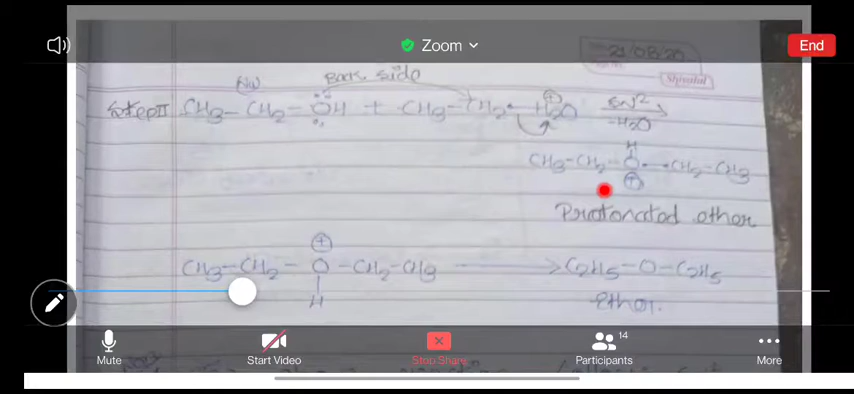 Zoom
End
21/08/20
Back side
Nu
Step II CH3-CH2-ÖH + CH3-CH2-H2O⊕ SN2
-H2O
H
CH3-CH2-O-CH2-CH3
⊕
Protonated ether
⊕
CH3-CH2-O-CH2-CH3 → C2H5-O-C2H5
H
Ether.
Mute Start Video Stop Share Participants 14 More